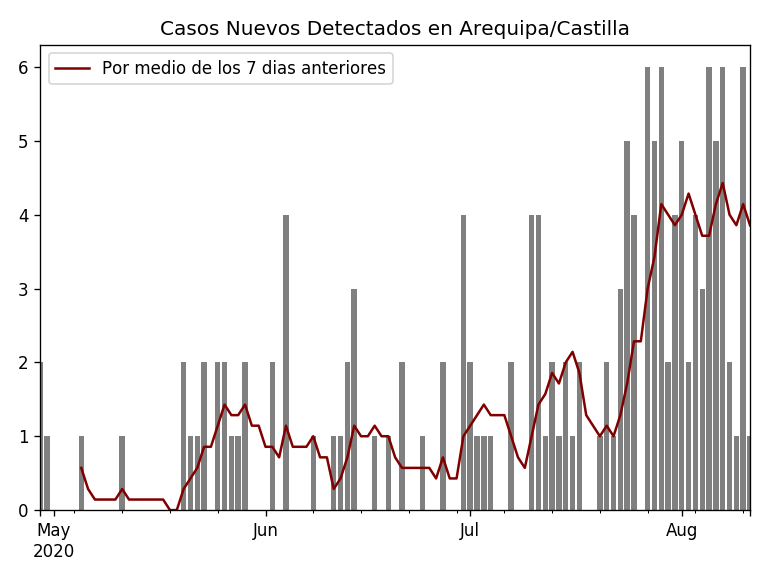 Casos Nuevos Detectados en Arequipa/Castilla
Por medio de los 7 dias anteriores
6
5
4
3
2
1
0
May
2020
Jun
Jul
Aug